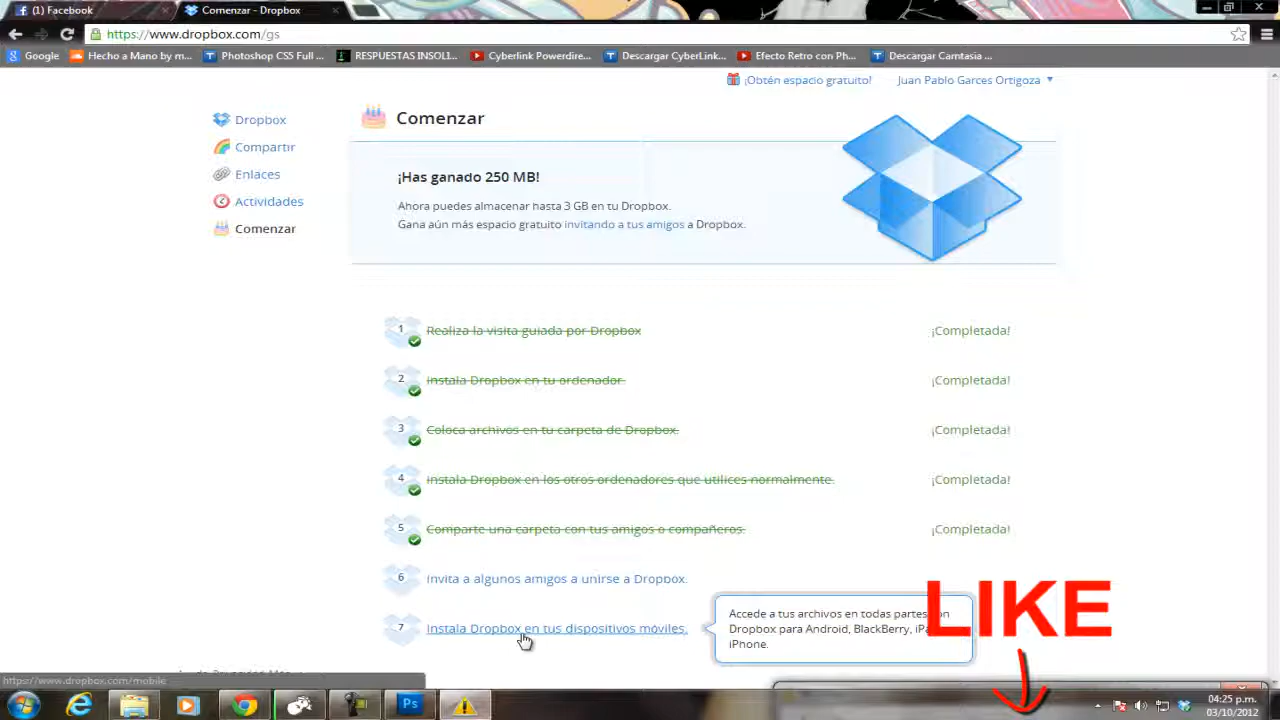 (1) Facebook
Comenzar - Dropbox
https://www.dropbox.com/gs
Google
Hecho a Mano by m...
Photoshop CS5 Full ...
RESPUESTAS INSOLI...
Cyberlink Powerdire...
Descargar CyberLink...
Efecto Retro con Ph...
Descargar Camtasia ...
¡Obtén espacio gratuito!
Juan Pablo Garces Ortigoza
Dropbox
Compartir
Enlaces
Actividades
Comenzar
Comenzar
¡Has ganado 250 MB!
Ahora puedes almacenar hasta 3 GB en tu Dropbox.
Gana aún más espacio gratuito invitando a tus amigos a Dropbox.
1 Realiza la visita guiada por Dropbox ¡Completada!
2 Instala Dropbox en tu ordenador. ¡Completada!
3 Coloca archivos en tu carpeta de Dropbox. ¡Completada!
4 Instala Dropbox en los otros ordenadores que utilices normalmente. ¡Completada!
5 Comparte una carpeta con tus amigos o compañeros. ¡Completada!
6 Invita a algunos amigos a unirse a Dropbox.
7 Instala Dropbox en tus dispositivos móviles.
Accede a tus archivos en todas partes
Dropbox para Android, BlackBerry,
iPhone.
LIKE
https://www.dropbox.com/mobile
Ps
04:25 p.m.
03/10/2012